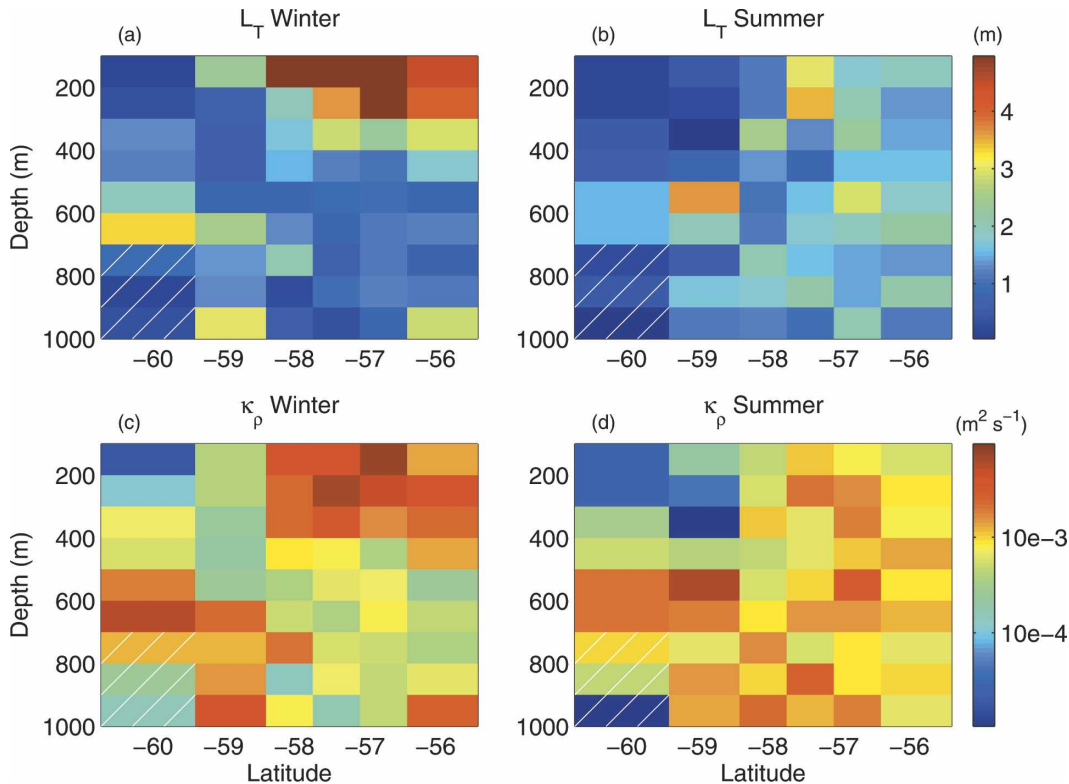 L_T Winter
L_T Summer
(a)
(b)
(m)
200
400
600
800
1000
Depth (m)
−60 −59 −58 −57 −56
200
400
600
800
1000
−60 −59 −58 −57 −56
4
3
2
1
κ_ρ Winter
κ_ρ Summer
(c)
(d)
(m² s⁻¹)
200
400
600
800
1000
Depth (m)
−60 −59 −58 −57 −56
Latitude
200
400
600
800
1000
−60 −59 −58 −57 −56
Latitude
10e−3
10e−4